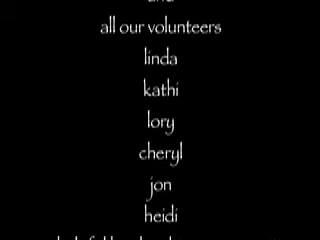 all our volunteers
linda
kathi
lory
cheryl
jon
heidi